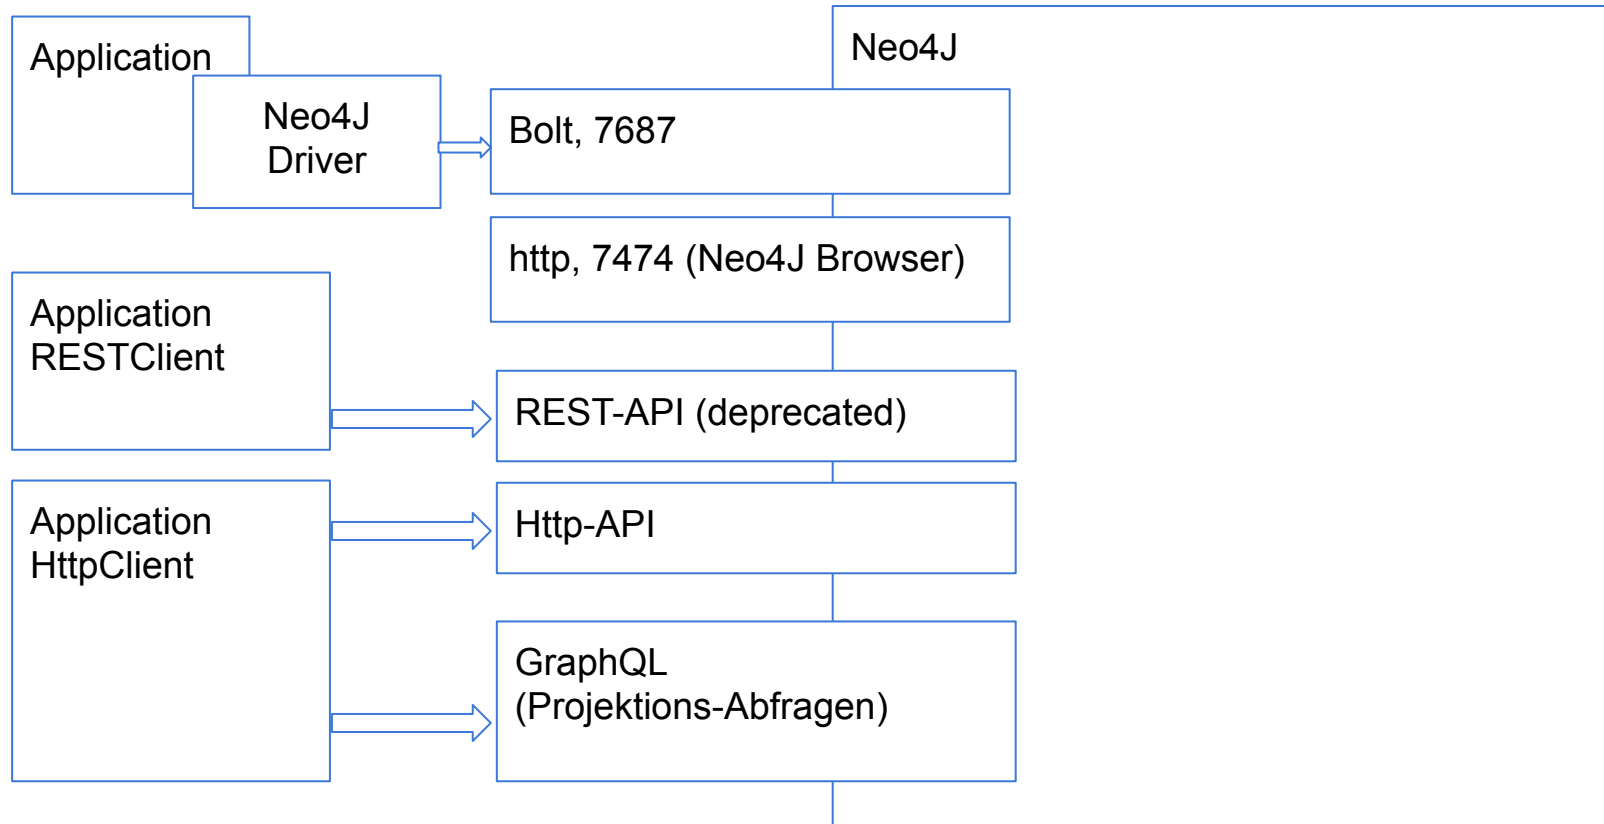 Application
Neo4J
Driver
Neo4J
Bolt, 7687
http, 7474 (Neo4J Browser)
Application
RESTClient
REST-API (deprecated)
Application
HttpClient
Http-API
GraphQL
(Projektions-Abfragen)